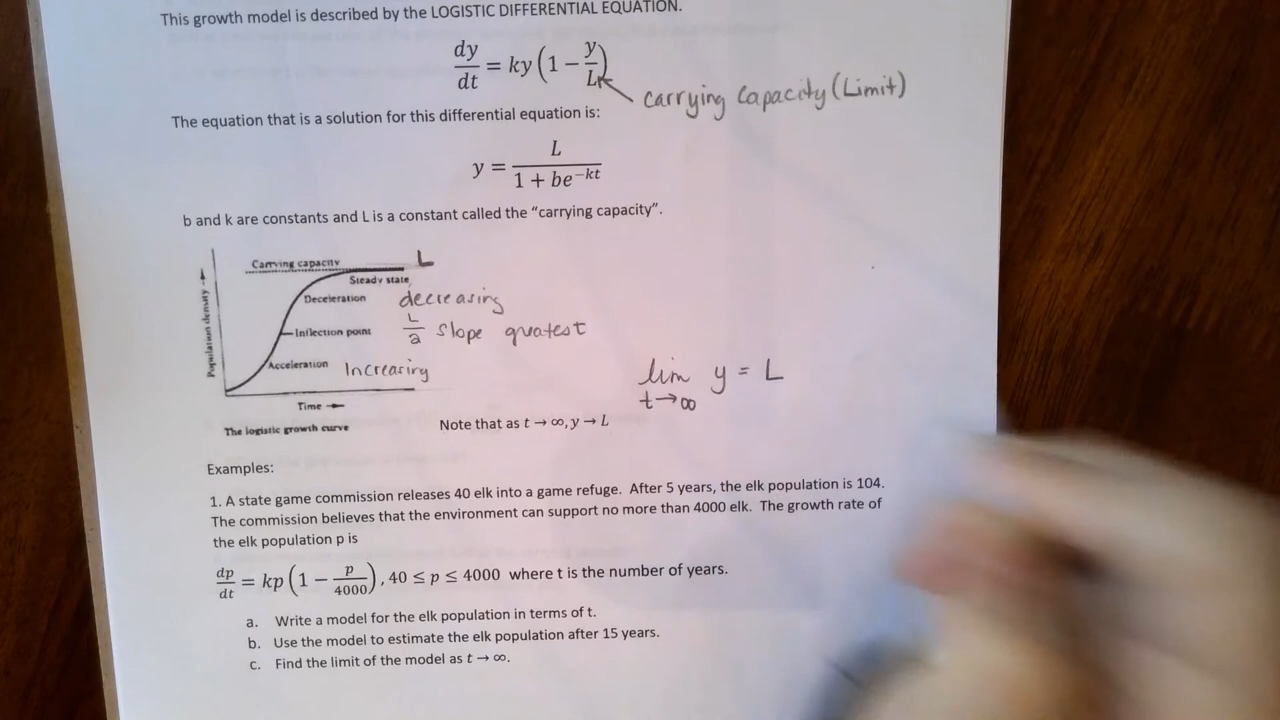 This growth model is described by the LOGISTIC DIFFERENTIAL EQUATION.
dy/dt = ky(1 − y/L)
carrying capacity (Limit)
The equation that is a solution for this differential equation is:
y = L/(1 + be^(−kt))
b and k are constants and L is a constant called the “carrying capacity”.
Carrying capacity L
Steady state
Deceleration decreasing
Inflection point L/2 slope greatest
Acceleration Increasing
Population density →
lim y = L
t→∞
Time →
The logistic growth curve
Note that as t → ∞, y → L
Examples:
1. A state game commission releases 40 elk into a game refuge. After 5 years, the elk population is 104.
The commission believes that the environment can support no more than 4000 elk. The growth rate of
the elk population p is
dp/dt = kp(1 − p/4000), 40 ≤ p ≤ 4000 where t is the number of years.
a. Write a model for the elk population in terms of t.
b. Use the model to estimate the elk population after 15 years.
c. Find the limit of the model as t → ∞.